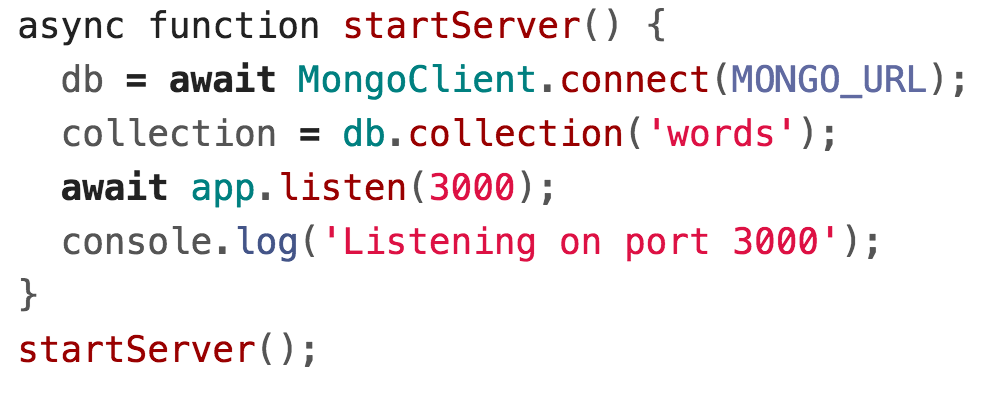 async function startServer() {
  db = await MongoClient.connect(MONGO_URL);
  collection = db.collection('words');
  await app.listen(3000);
  console.log('Listening on port 3000');
}
startServer();